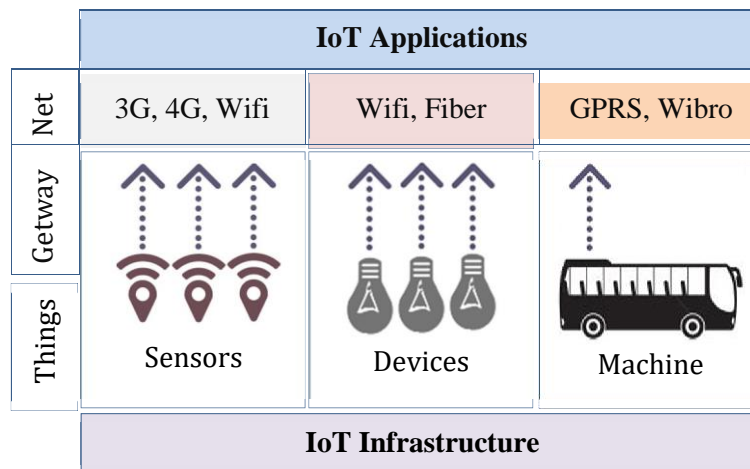 IoT Applications
Net
3G, 4G, Wifi
Wifi, Fiber
GPRS, Wibro
Getway
Things
Sensors
Devices
Machine
IoT Infrastructure